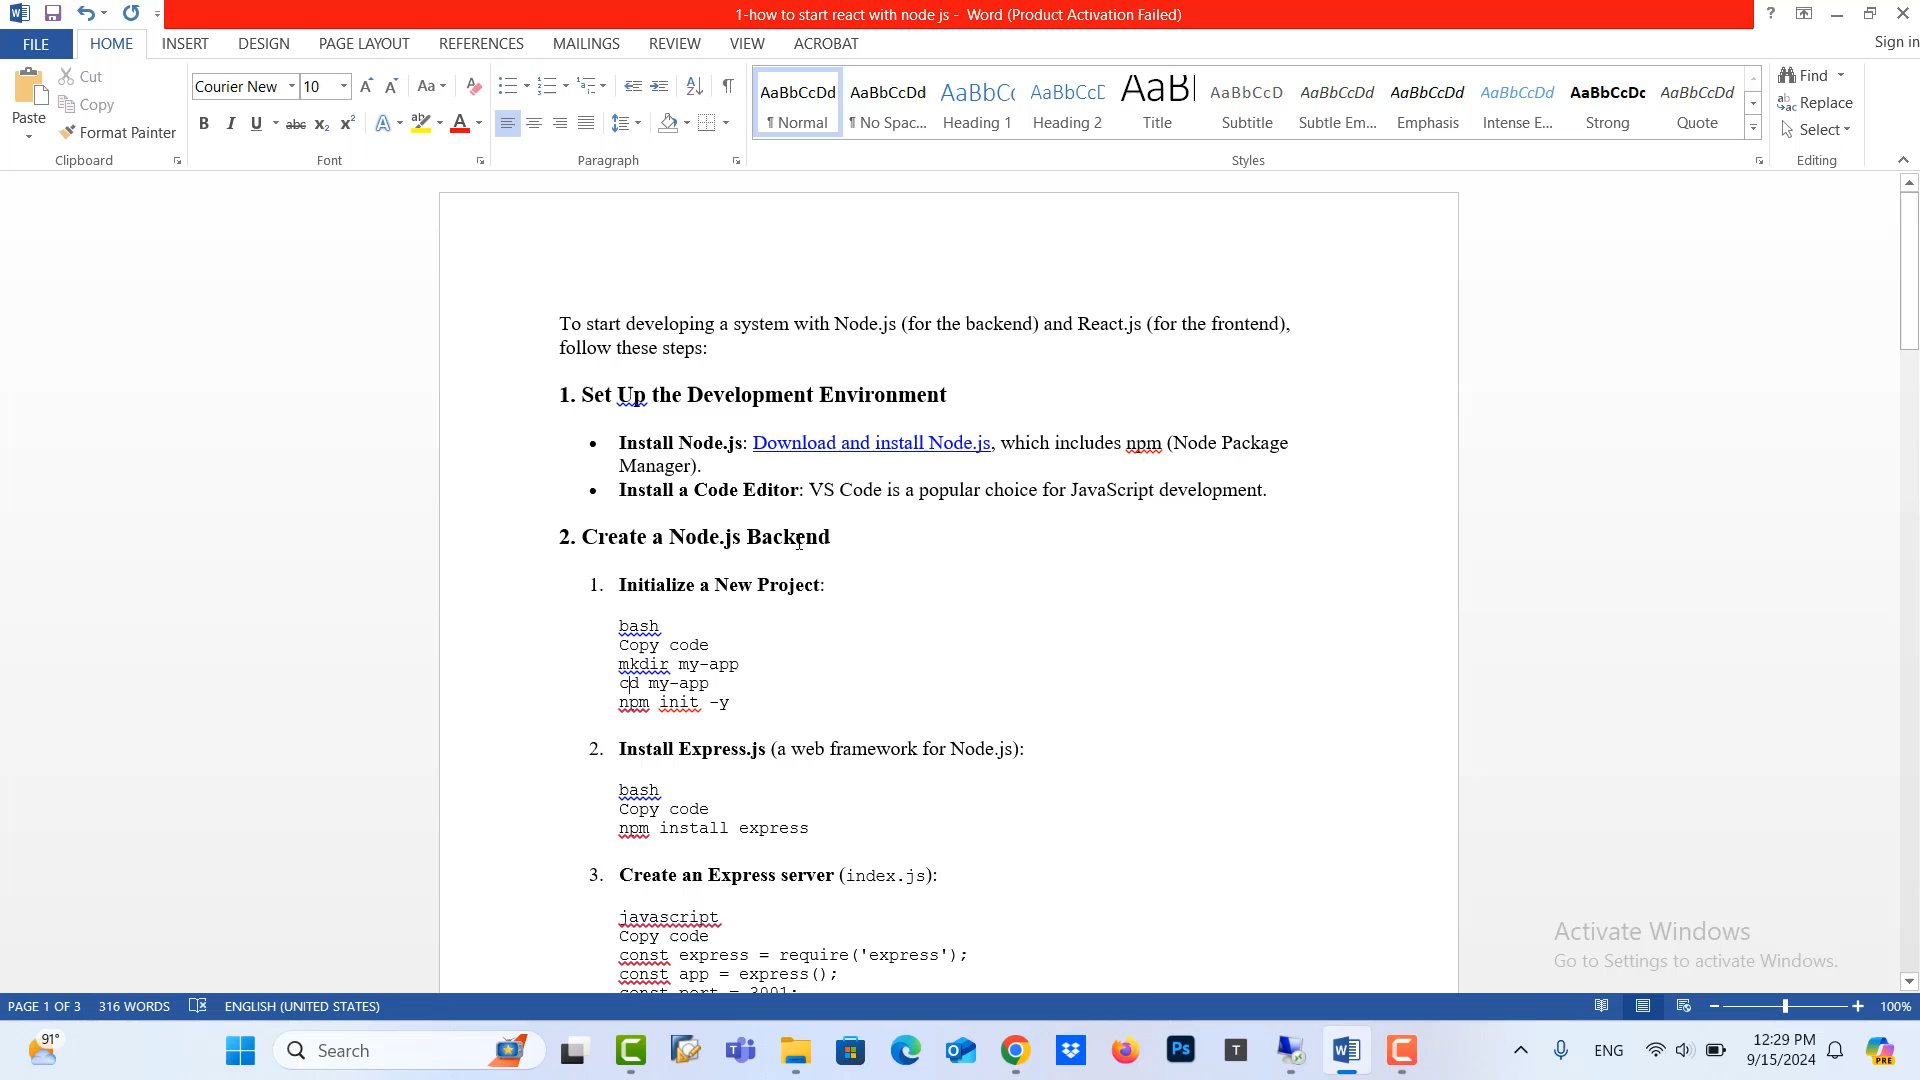 1-how to start react with node js - Word (Product Activation Failed)
FILE HOME INSERT DESIGN PAGE LAYOUT REFERENCES MAILINGS REVIEW VIEW ACROBAT Sign in
Paste
Cut
Copy
Format Painter
Clipboard
Courier New 10
Font
Paragraph
AaBbCcDd AaBbCcDd AaBbCc AaBbCcD AaBl AaBbCcD AaBbCcDd AaBbCcDd AaBbCcDd AaBbCcDc AaBbCcDd
¶ Normal ¶ No Spac... Heading 1 Heading 2 Title Subtitle Subtle Em... Emphasis Intense E... Strong Quote
Styles
Find
Replace
Select
Editing
To start developing a system with Node.js (for the backend) and React.js (for the frontend),
follow these steps:
1. Set Up the Development Environment
• Install Node.js: Download and install Node.js, which includes npm (Node Package
Manager).
• Install a Code Editor: VS Code is a popular choice for JavaScript development.
2. Create a Node.js Backend
1. Initialize a New Project:
bash
Copy code
mkdir my-app
cd my-app
npm init -y
2. Install Express.js (a web framework for Node.js):
bash
Copy code
npm install express
3. Create an Express server (index.js):
javascript
Copy code
const express = require('express');
const app = express();
const port = 3001;
Activate Windows
Go to Settings to activate Windows.
PAGE 1 OF 3 316 WORDS ENGLISH (UNITED STATES) 100%
91°
Search
ENG
12:29 PM
9/15/2024